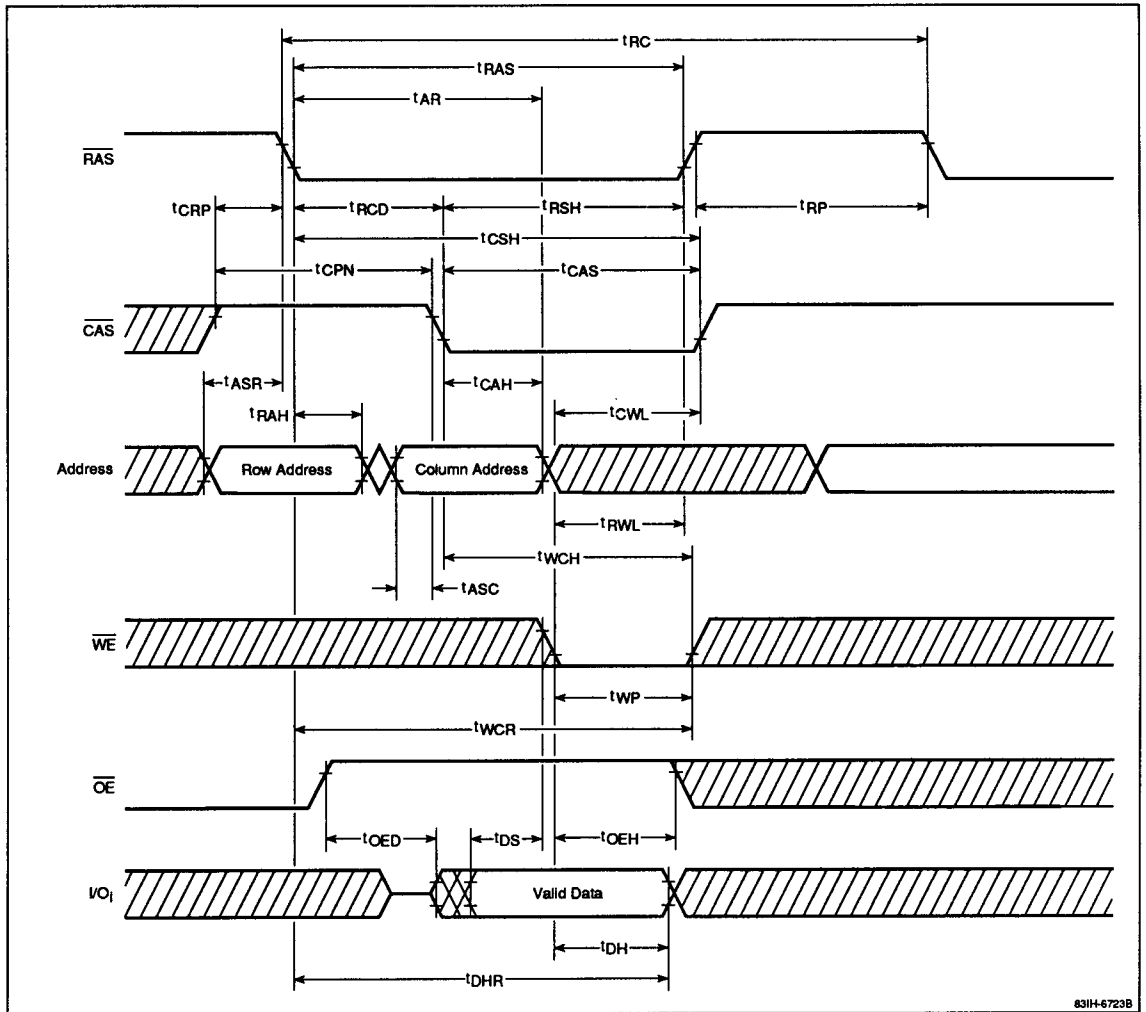 tRC
tRAS
tAR
RAS
tCRP
tRCD
tRSH
tRP
tCSH
tCPN
tCAS
CAS
tASR
tCAH
tRAH
tCWL
Address
Row Address
Column Address
tRWL
tWCH
tASC
WE
tWP
tWCR
OE
tOED
tDS
tOEH
I/Oi
Valid Data
tDH
tDHR
83IH-6723B